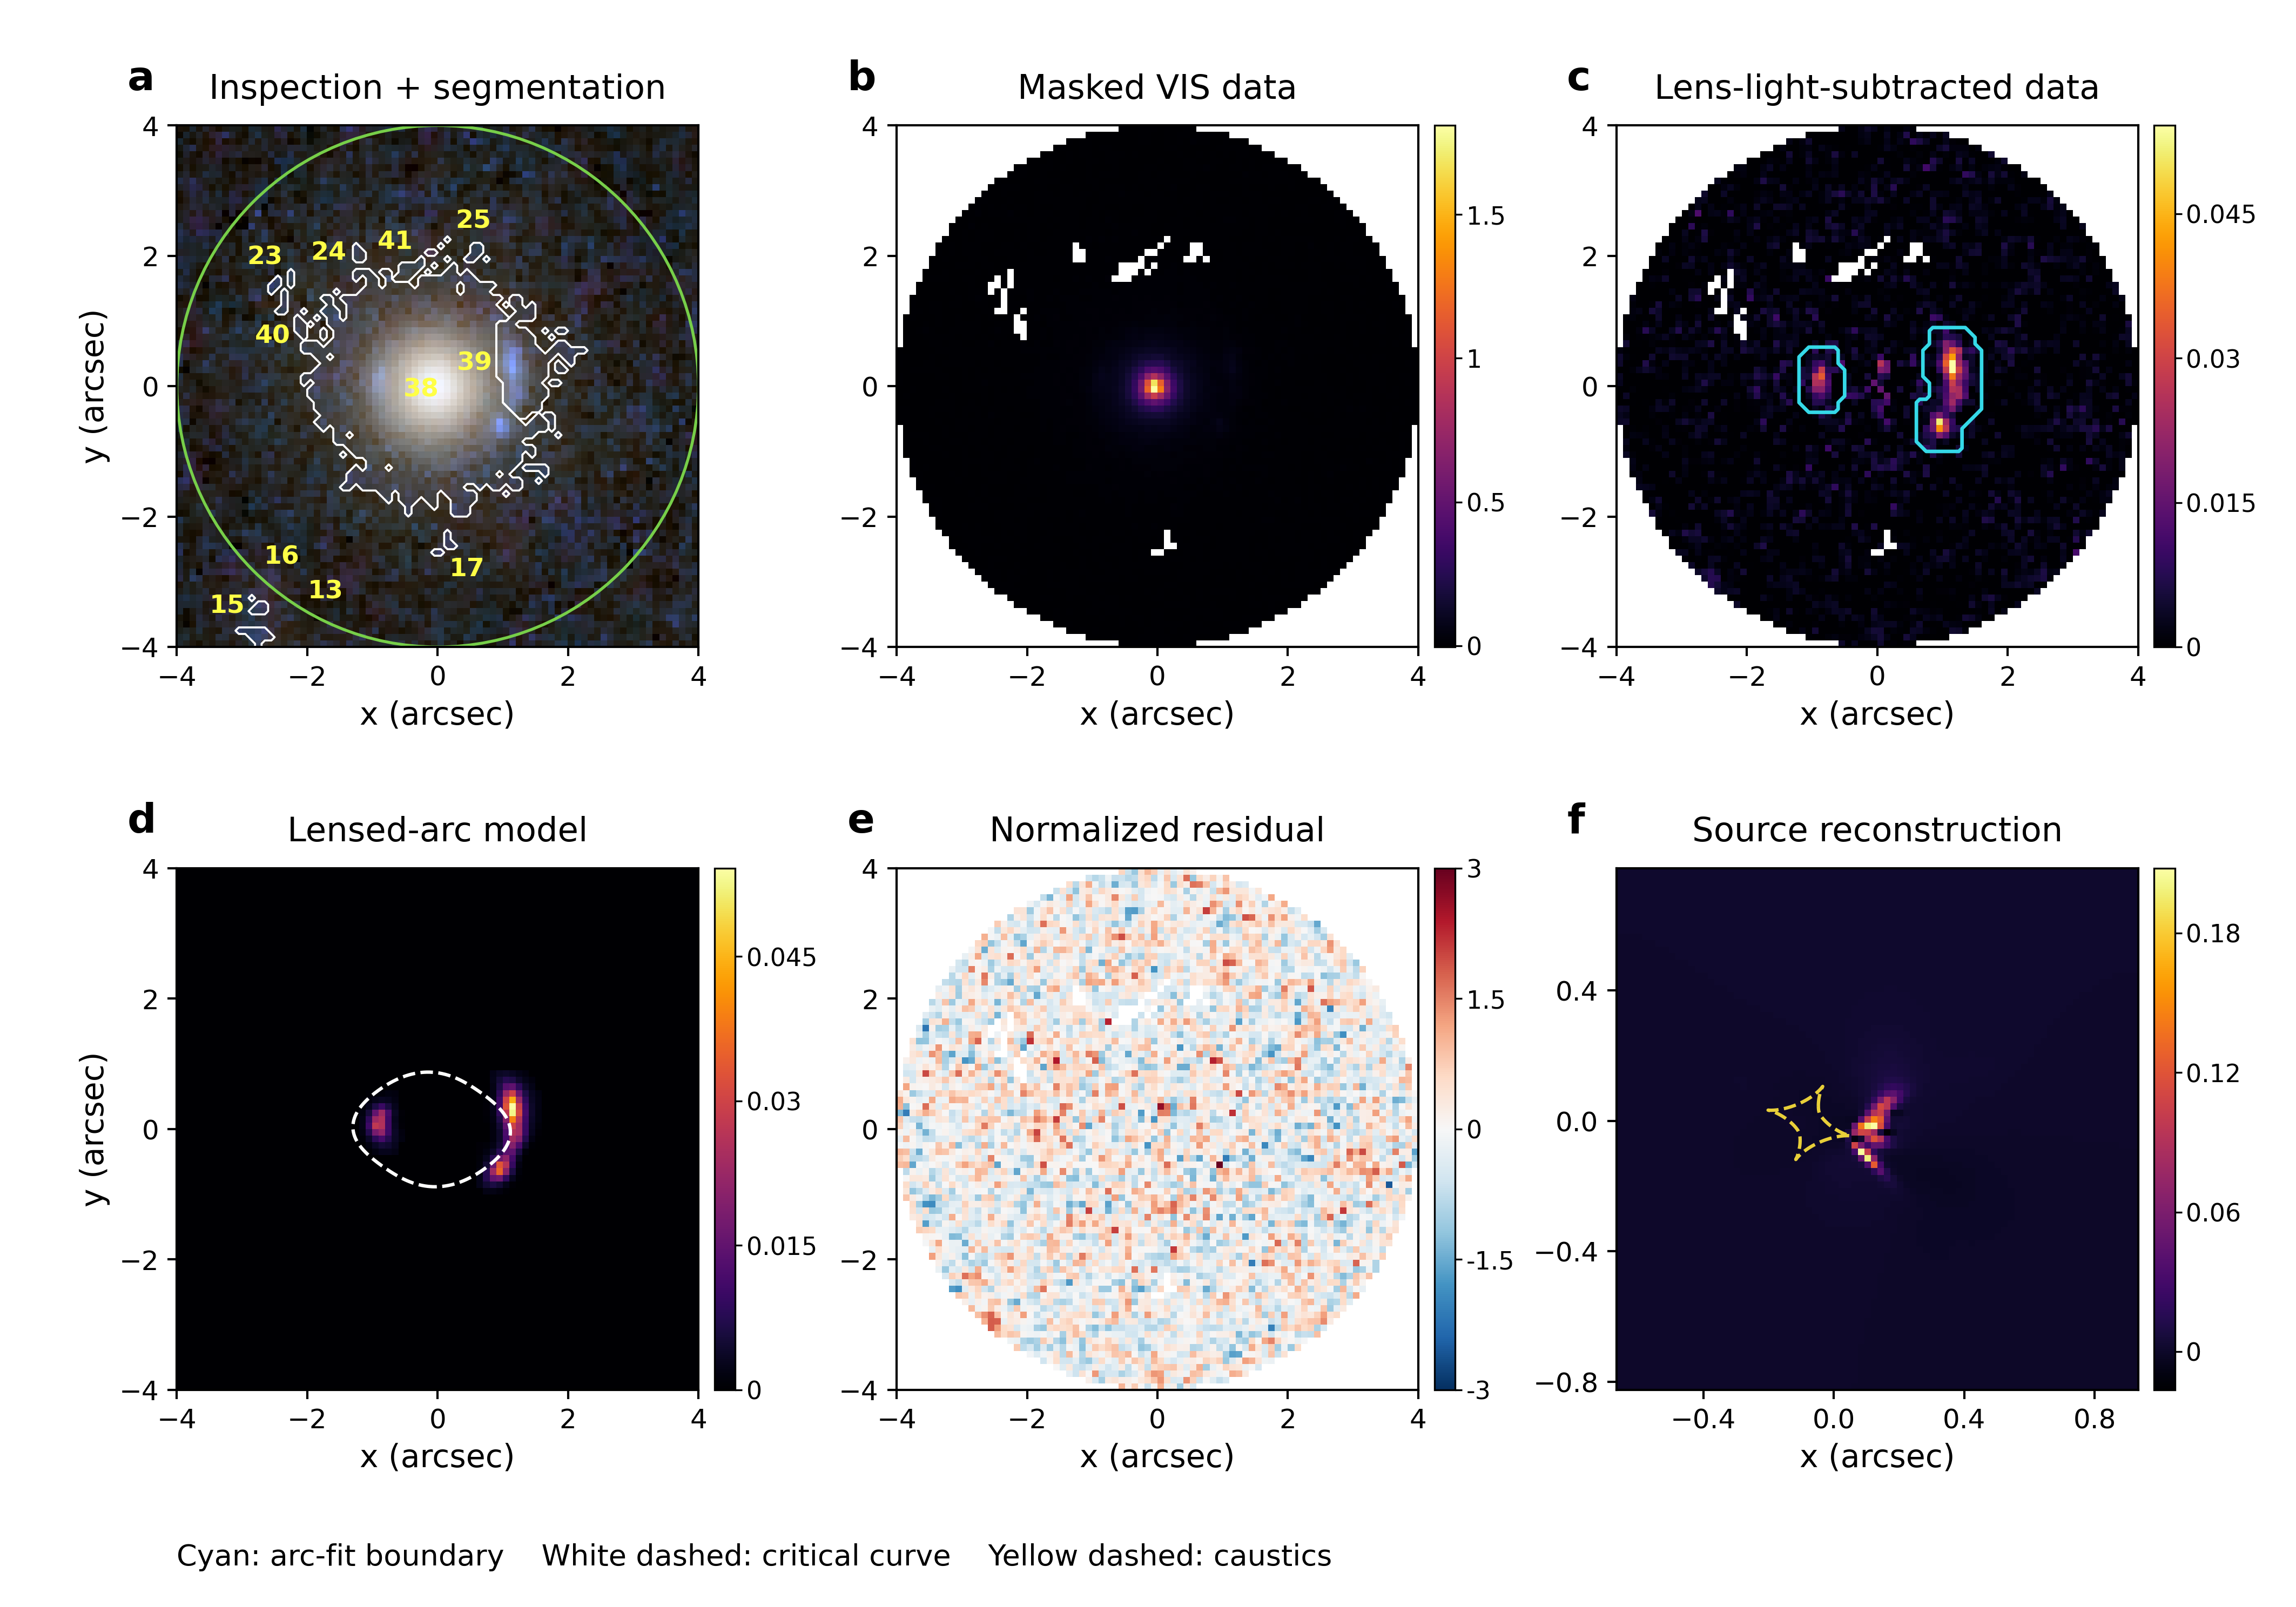 a Inspection + segmentation
4
2
0
−2
−4
y (arcsec)
23
24
41
25
40
39
38
16
17
13
15
−4 −2 0 2 4
x (arcsec)
b Masked VIS data
4
2
0
−2
−4
−4 −2 0 2 4
x (arcsec)
1.5
1
0.5
0
c Lens-light-subtracted data
4
2
0
−2
−4
−4 −2 0 2 4
x (arcsec)
0.045
0.03
0.015
0
d Lensed-arc model
4
2
0
−2
−4
y (arcsec)
−4 −2 0 2 4
x (arcsec)
0.045
0.03
0.015
0
e Normalized residual
4
2
0
−2
−4
−4 −2 0 2 4
x (arcsec)
3
1.5
0
-1.5
-3
f Source reconstruction
0.4
0.0
−0.4
−0.8
−0.4 0.0 0.4 0.8
x (arcsec)
0.18
0.12
0.06
0
Cyan: arc-fit boundary White dashed: critical curve Yellow dashed: caustics